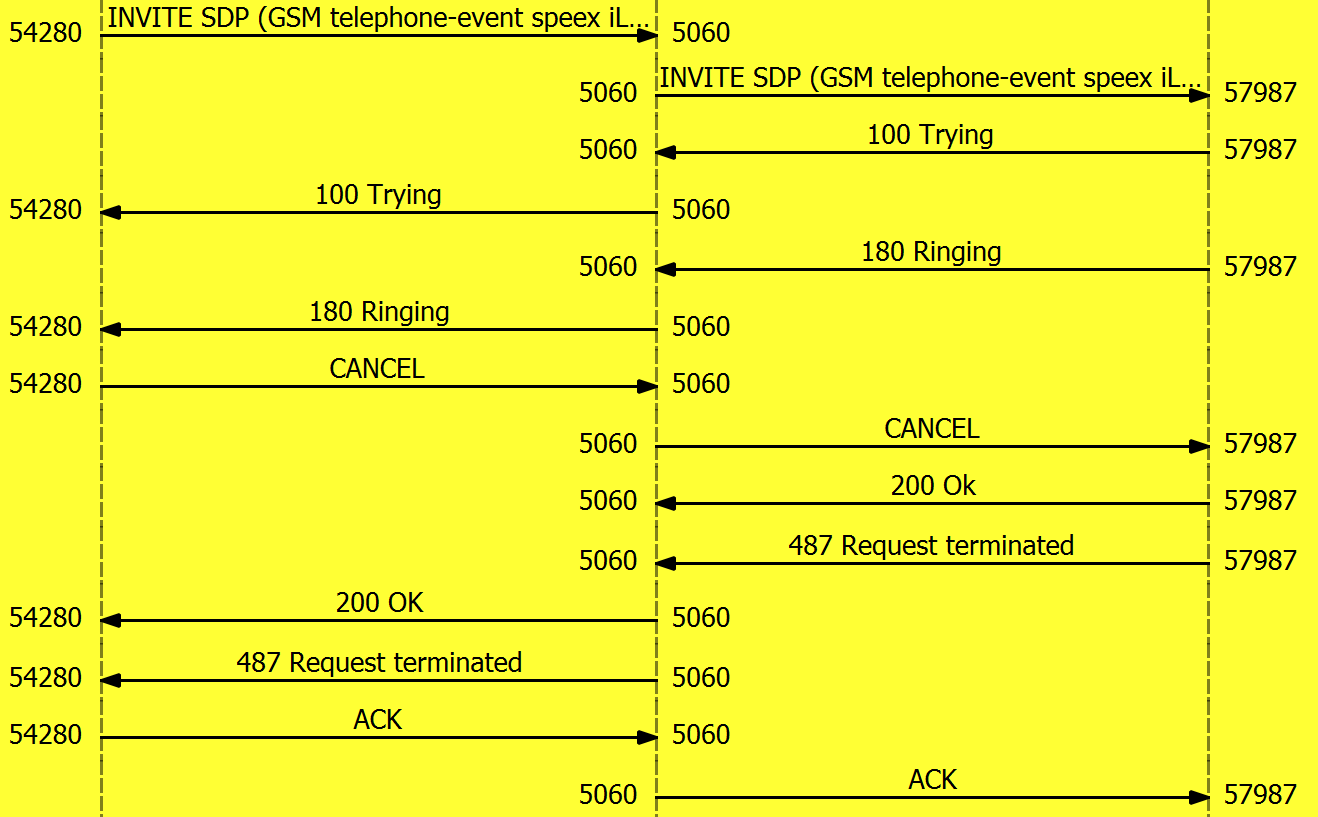 INVITE SDP (GSM telephone-event speex iL...
54280 5060
INVITE SDP (GSM telephone-event speex iL...
5060 57987
100 Trying
5060 57987
100 Trying
54280 5060
180 Ringing
5060 57987
180 Ringing
54280 5060
CANCEL
54280 5060
CANCEL
5060 57987
200 Ok
5060 57987
487 Request terminated
5060 57987
200 OK
54280 5060
487 Request terminated
54280 5060
ACK
54280 5060
ACK
5060 57987